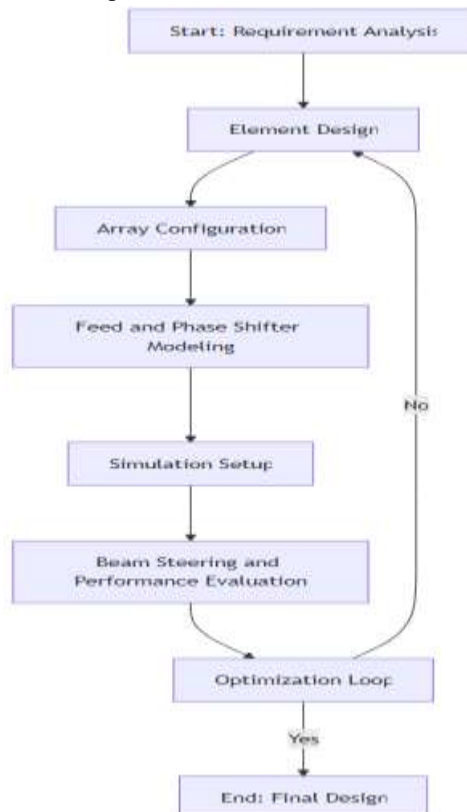 Start: Requirement Analysis
Element Design
Array Configuration
Feed and Phase Shifter
Modeling
Simulation Setup
No
Beam Steering and
Performance Evaluation
Optimization Loop
Yes
End: Final Design